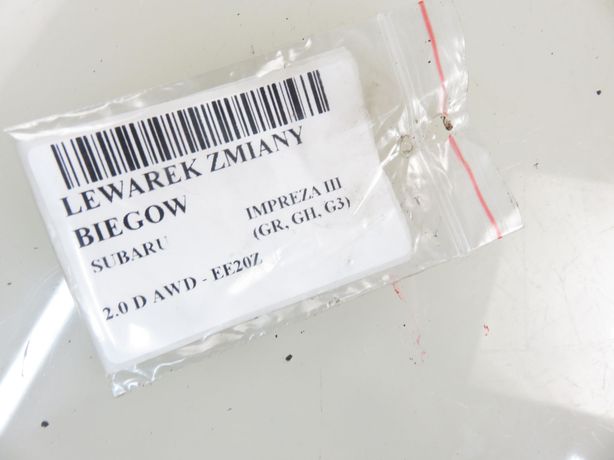 LEWAREK ZMIANY
BIEGOW
SUBARU IMPREZA III
(GR, GH, G3)
2.0 D AWD - EE20Z